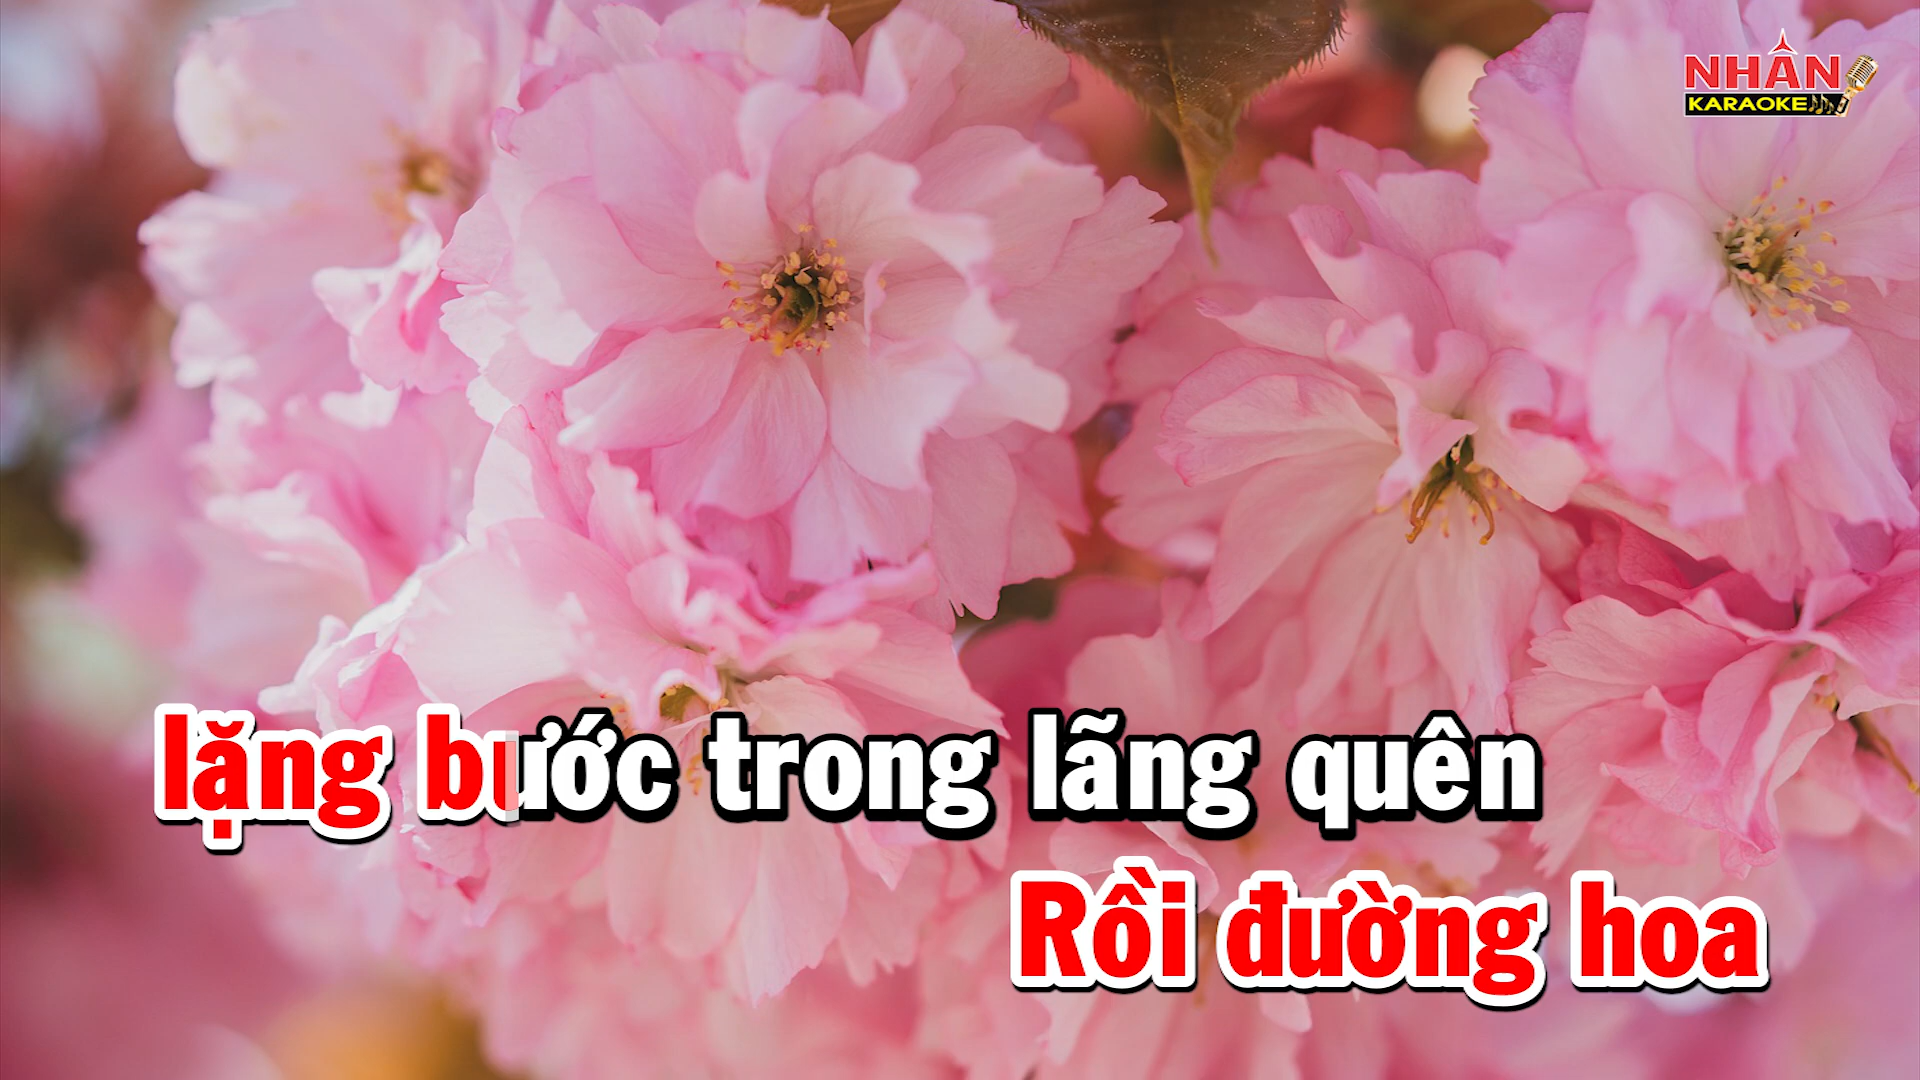 NHÂN
KARAOKE
lặng bước trong lãng quên
Rồi đường hoa